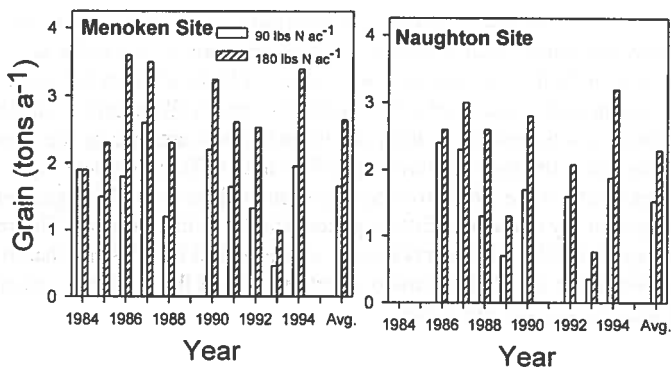 Menoken Site
90 lbs N ac⁻¹
180 lbs N ac⁻¹
Grain (tons a⁻¹)
4
3
2
1
0
1984 1986 1988 1990 1992 1994 Avg.
Year
Naughton Site
4
3
2
1
0
1984 1986 1988 1990 1992 1994 Avg.
Year